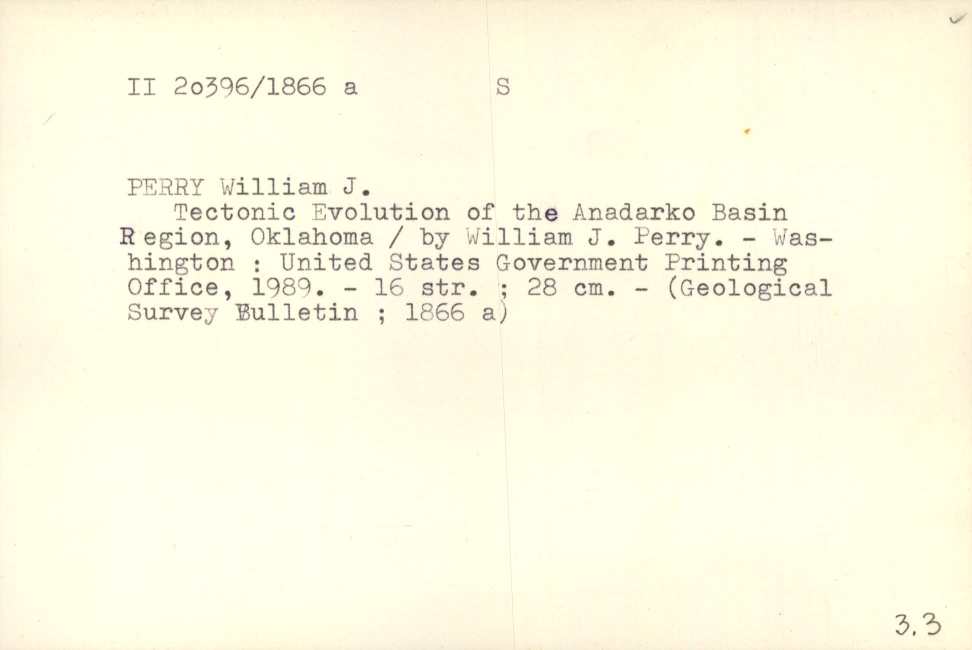 II 20396/1866 a S
PERRY William J.
Tectonic Evolution of the Anadarko Basin
Region, Oklahoma / by William J. Perry. - Was-
hington : United States Government Printing
Office, 1989. - 16 str. ; 28 cm. - (Geological
Survey Bulletin ; 1866 a)
3.3